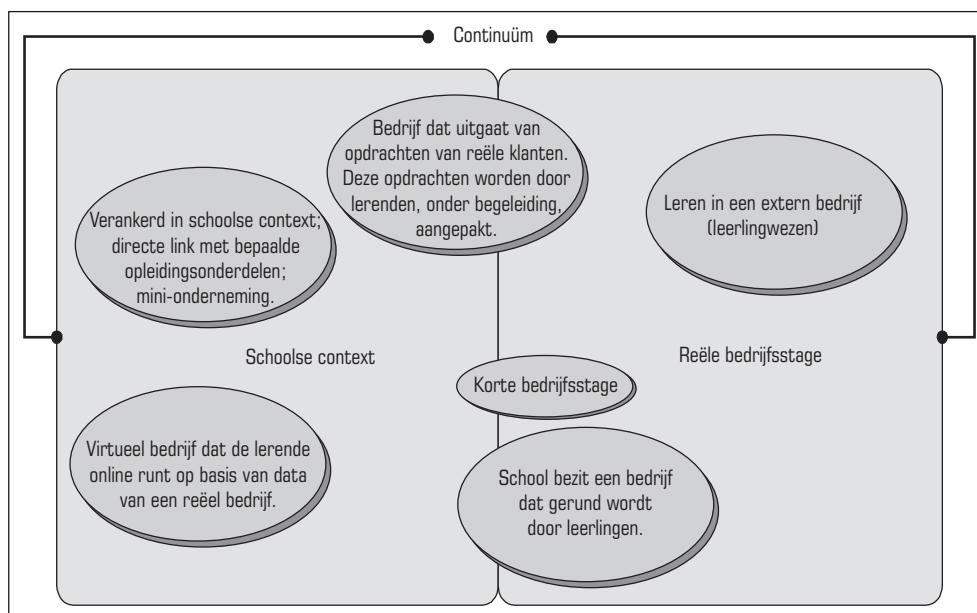 Continuüm
Bedrijf dat uitgaat van
opdrachten van reële klanten.
Deze opdrachten worden door
lerenden, onder begeleiding,
aangepakt.
Verankerd in schoolse context;
directe link met bepaalde
opleidingsonderdelen;
mini-onderneming.
Leren in een extern bedrijf
(leerlingwezen)
Schoolse context
Reële bedrijfsstage
Korte bedrijfsstage
Virtueel bedrijf dat de lerende
online runt op basis van data
van een reëel bedrijf.
School bezit een bedrijf
dat gerund wordt
door leerlingen.